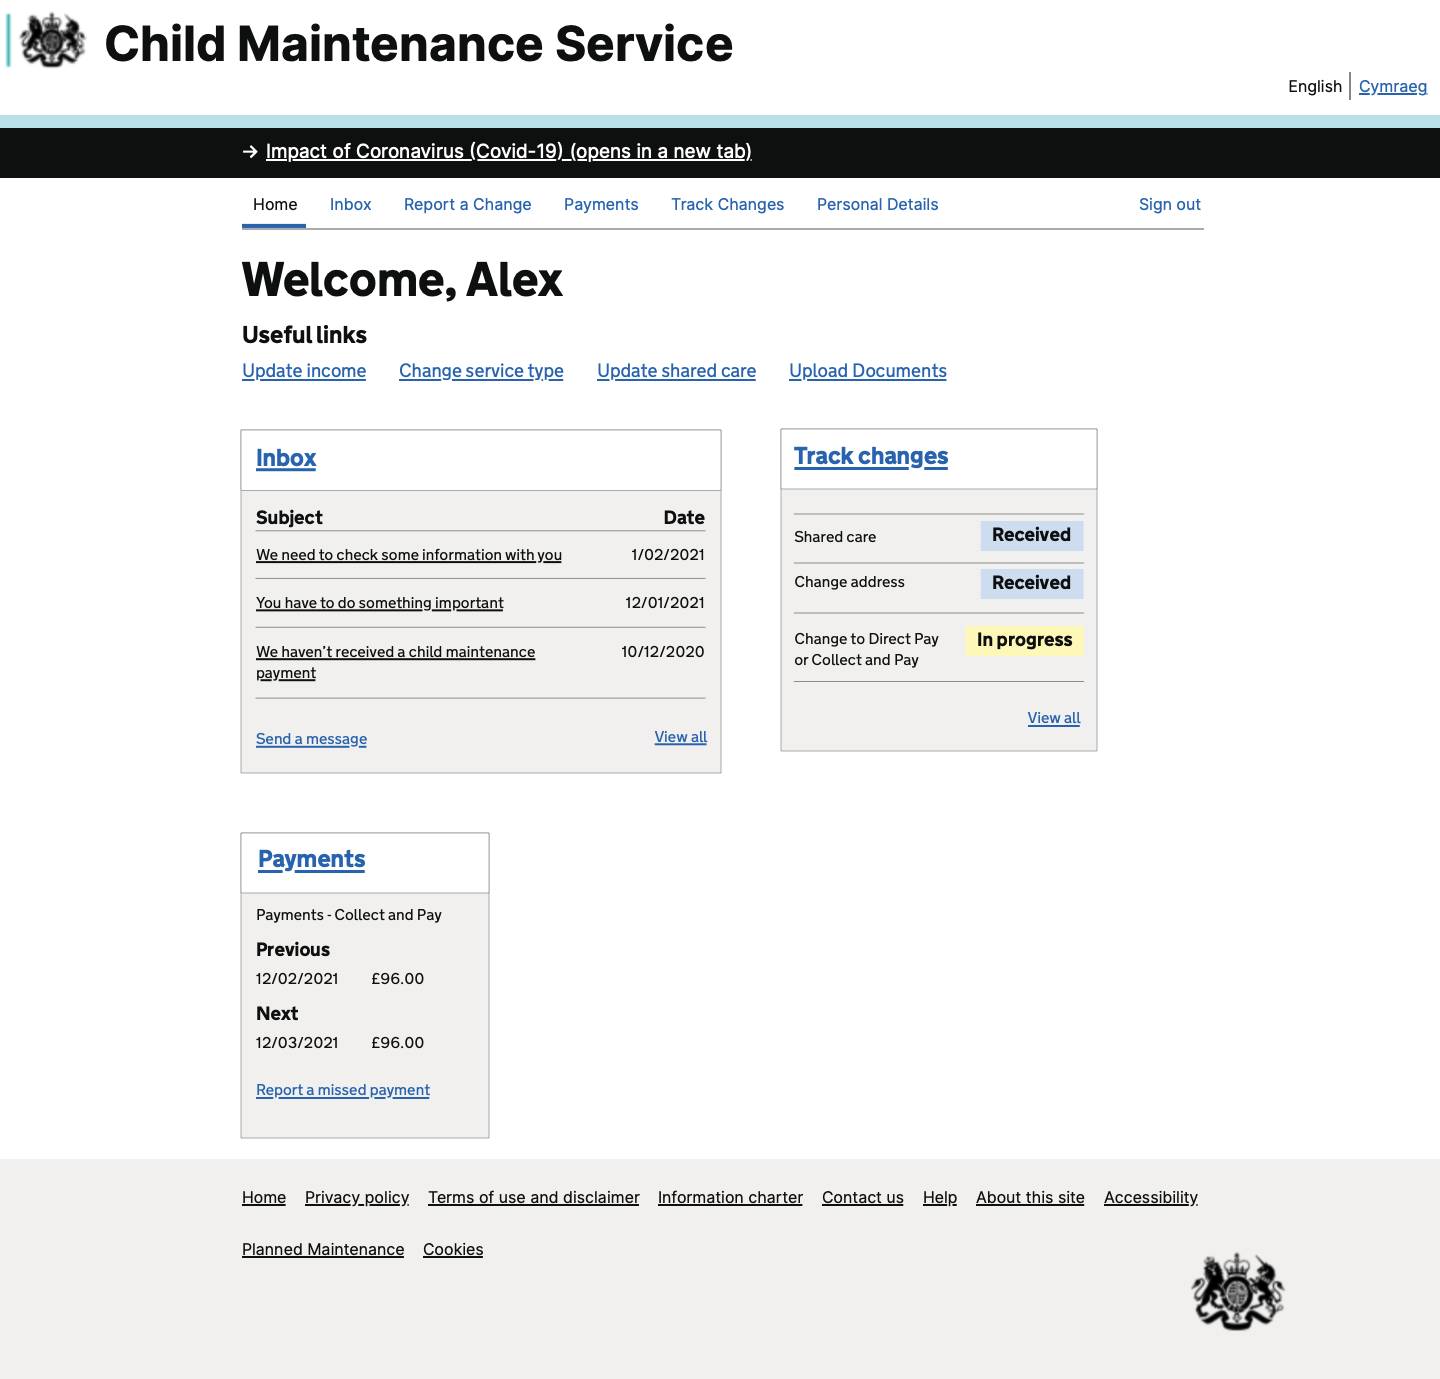 Child Maintenance Service
English Cymraeg
→ Impact of Coronavirus (Covid-19) (opens in a new tab)
Home Inbox Report a Change Payments Track Changes Personal Details Sign out
Welcome, Alex
Useful links
Update income Change service type Update shared care Upload Documents
Inbox
Subject Date
We need to check some information with you 1/02/2021
You have to do something important 12/01/2021
We haven't received a child maintenance 10/12/2020
payment
Send a message View all
Track changes
Shared care Received
Change address Received
Change to Direct Pay In progress
or Collect and Pay
View all
Payments
Payments - Collect and Pay
Previous
12/02/2021 £96.00
Next
12/03/2021 £96.00
Report a missed payment
Home Privacy policy Terms of use and disclaimer Information charter Contact us Help About this site Accessibility
Planned Maintenance Cookies